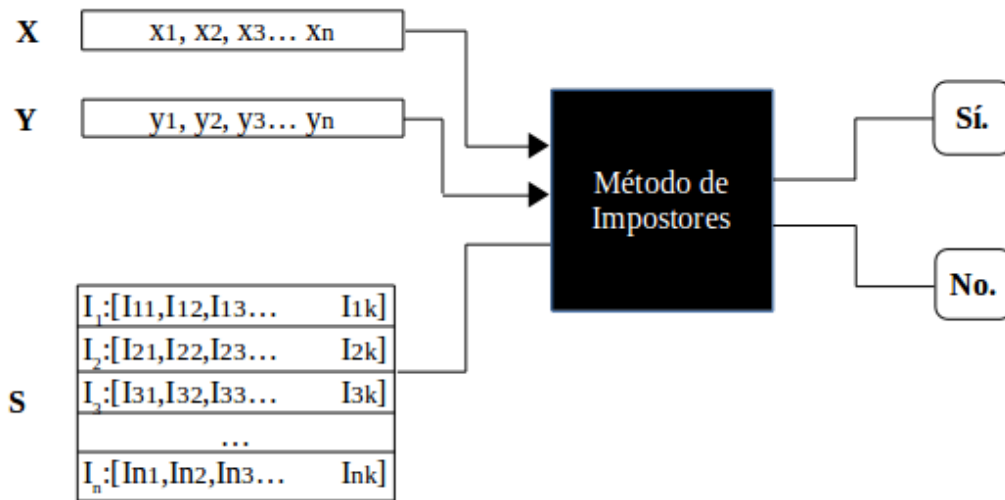 X
x1, x2, x3… xn
Y
y1, y2, y3… yn
Método de
Impostores
Sí.
No.
S
I1:[I11,I12,I13… I1k]
I2:[I21,I22,I23… I2k]
I3:[I31,I32,I33… I3k]
…
In:[In1,In2,In3… Ink]